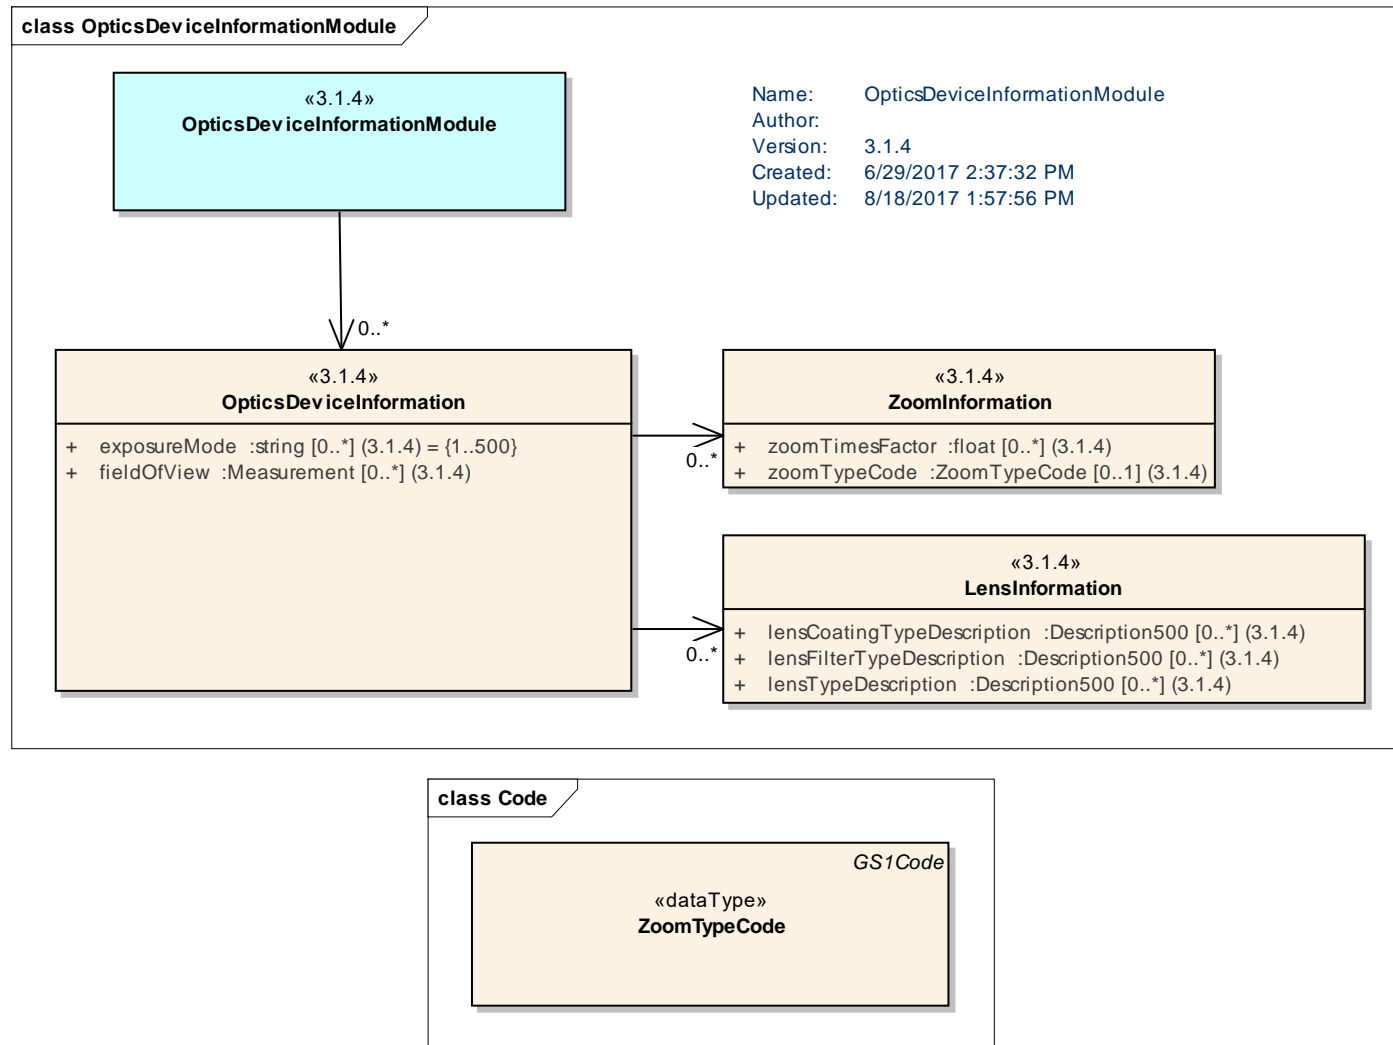 class OpticsDeviceInformationModule
«3.1.4»
OpticsDeviceInformationModule
Name: OpticsDeviceInformationModule
Author:
Version: 3.1.4
Created: 6/29/2017 2:37:32 PM
Updated: 8/18/2017 1:57:56 PM
0..*
«3.1.4»
OpticsDeviceInformation
+ exposureMode :string [0..*] (3.1.4) = {1..500}
+ fieldOfView :Measurement [0..*] (3.1.4)
0..*
«3.1.4»
ZoomInformation
+ zoomTimesFactor :float [0..*] (3.1.4)
+ zoomTypeCode :ZoomTypeCode [0..1] (3.1.4)
0..*
«3.1.4»
LensInformation
+ lensCoatingTypeDescription :Description500 [0..*] (3.1.4)
+ lensFilterTypeDescription :Description500 [0..*] (3.1.4)
+ lensTypeDescription :Description500 [0..*] (3.1.4)
class Code
GS1Code
«dataType»
ZoomTypeCode